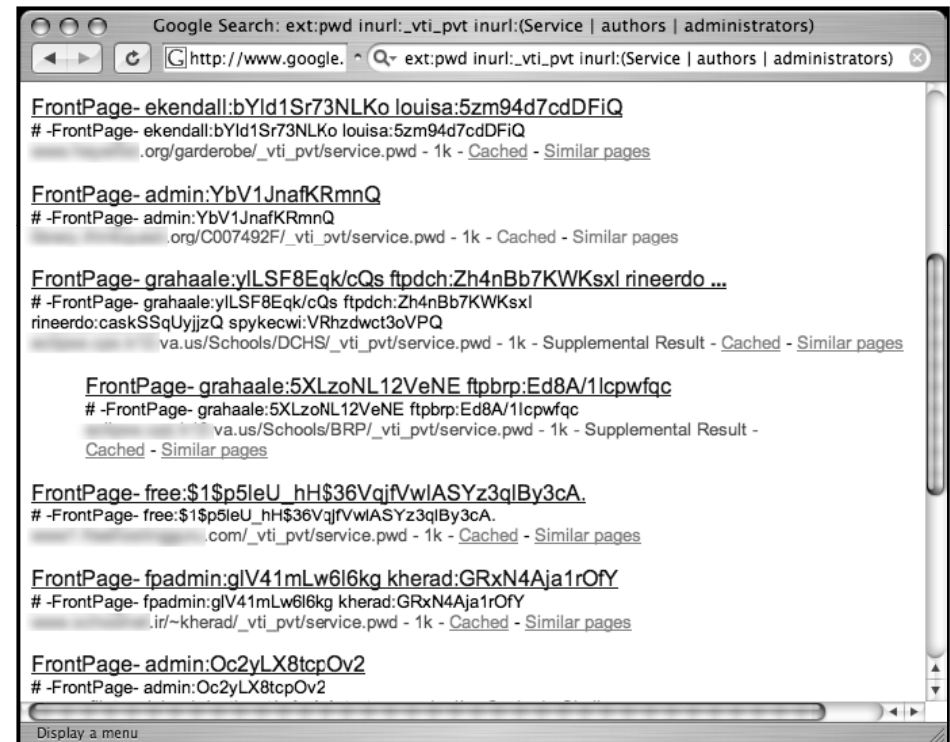 Google Search: ext:pwd inurl:_vti_pvt inurl:(Service | authors | administrators)
http://www.google. ext:pwd inurl:_vti_pvt inurl:(Service | authors | administrators)
FrontPage- ekendall:bYld1Sr73NLKo louisa:5zm94d7cdDFiQ
# -FrontPage- ekendall:bYld1Sr73NLKo louisa:5zm94d7cdDFiQ
.org/garderobe/_vti_pvt/service.pwd - 1k - Cached - Similar pages
FrontPage- admin:YbV1JnafKRmnQ
# -FrontPage- admin:YbV1JnafKRmnQ
.org/C007492F/_vti_pvt/service.pwd - 1k - Cached - Similar pages
FrontPage- grahaale:yILSF8Eqk/cQs ftpdch:Zh4nBb7KWKsxI rineerdo ...
# -FrontPage- grahaale:yILSF8Eqk/cQs ftpdch:Zh4nBb7KWKsxI
rineerdo:caskSSqUyjjzQ spykecwi:VRhzdwct3oVPQ
va.us/Schools/DCHS/_vti_pvt/service.pwd - 1k - Supplemental Result - Cached - Similar pages
FrontPage- grahaale:5XLzoNL12VeNE ftpbrp:Ed8A/1lcpwfqc
# -FrontPage- grahaale:5XLzoNL12VeNE ftpbrp:Ed8A/1lcpwfqc
va.us/Schools/BRP/_vti_pvt/service.pwd - 1k - Supplemental Result -
Cached - Similar pages
FrontPage- free:$1$p5leU_hH$36VqjfVwIASYz3qIBy3cA.
# -FrontPage- free:$1$p5leU_hH$36VqjfVwIASYz3qIBy3cA.
.com/_vti_pvt/service.pwd - 1k - Cached - Similar pages
FrontPage- fpadmin:glV41mLw6l6kg kherad:GRxN4Aja1rOfY
# -FrontPage- fpadmin:glV41mLw6l6kg kherad:GRxN4Aja1rOfY
.ir/~kherad/_vti_pvt/service.pwd - 1k - Cached - Similar pages
FrontPage- admin:Oc2yLX8tcpOv2
# -FrontPage- admin:Oc2yLX8tcpOv2
Display a menu